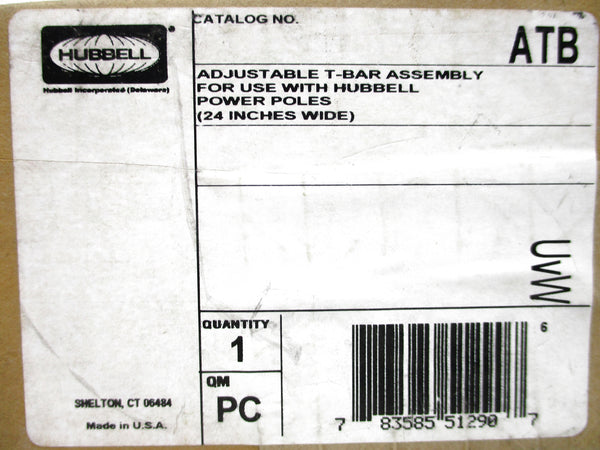 HUBBELL
®
Hubbell Incorporated (Delaware)
CATALOG NO.
ATB
ADJUSTABLE T-BAR ASSEMBLY
FOR USE WITH HUBBELL
POWER POLES
(24 INCHES WIDE)
UvW
QUANTITY
1
QM
PC
SHELTON, CT 06484
Made in U.S.A.
6
7 83585 51290 7